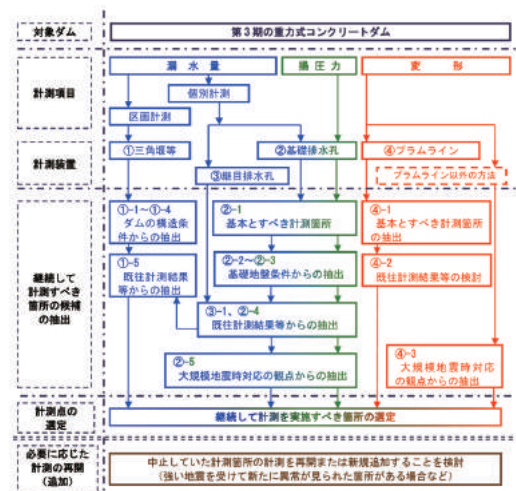 対象ダム
第3期の重力式コンクリートダム
計測項目
漏水量
揚圧力
変形
個別計測
区画計測
計測装置
①三角堰等
②基礎排水孔
④プラムライン
③継目排水孔
プラムライン以外の方法
継続して
計測すべき
箇所の候補
の抽出
①-1~①-4
ダムの構造条
件からの抽出
②-1
基本とすべき計測箇所
④-1
基本とすべき計測箇所
の抽出
①-5
既往計測結果
等からの抽出
②-2~②-3
基礎地盤条件からの抽出
④-2
既往計測結果等の検討
③-1、②-4
既往計測結果等からの抽出
②-5
大規模地震時対応の観点からの抽出
④-3
大規模地震時対応
の観点からの抽出
計測点の
選定
継続して計測を実施すべき箇所の選定
必要に応じた
計測の再開
(追加)
中止していた計測箇所の計測を再開または新規追加することを検討
(強い地震を受けて新たに異常が見られた箇所がある場合など)